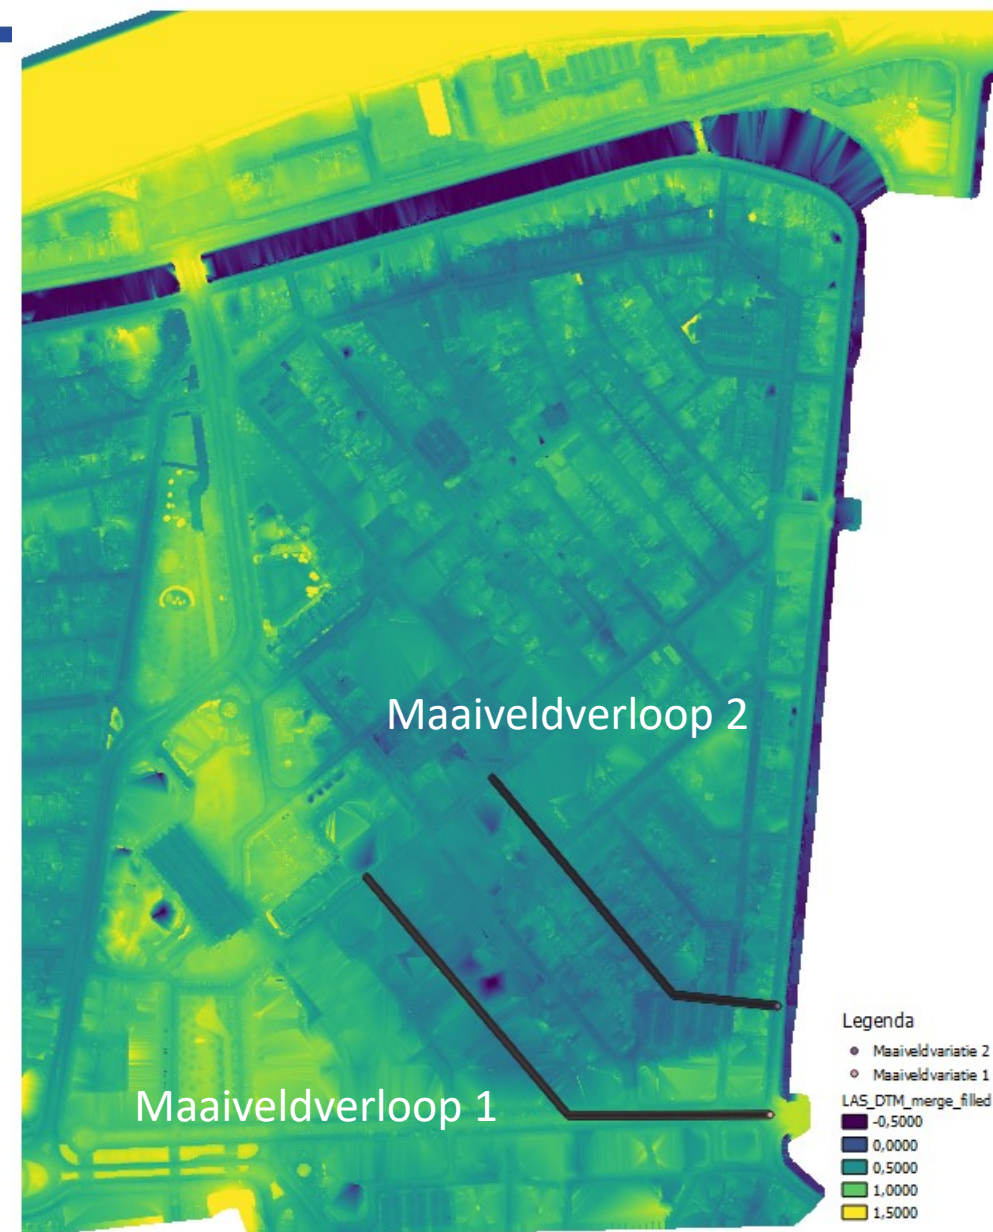 Maaiveldverloop 2
Maaiveldverloop 1
Legenda
Maaiveldvariatie 2
Maaiveldvariatie 1
LAS_DTM_merge_filled
-0,5000
0,0000
0,5000
1,0000
1,5000